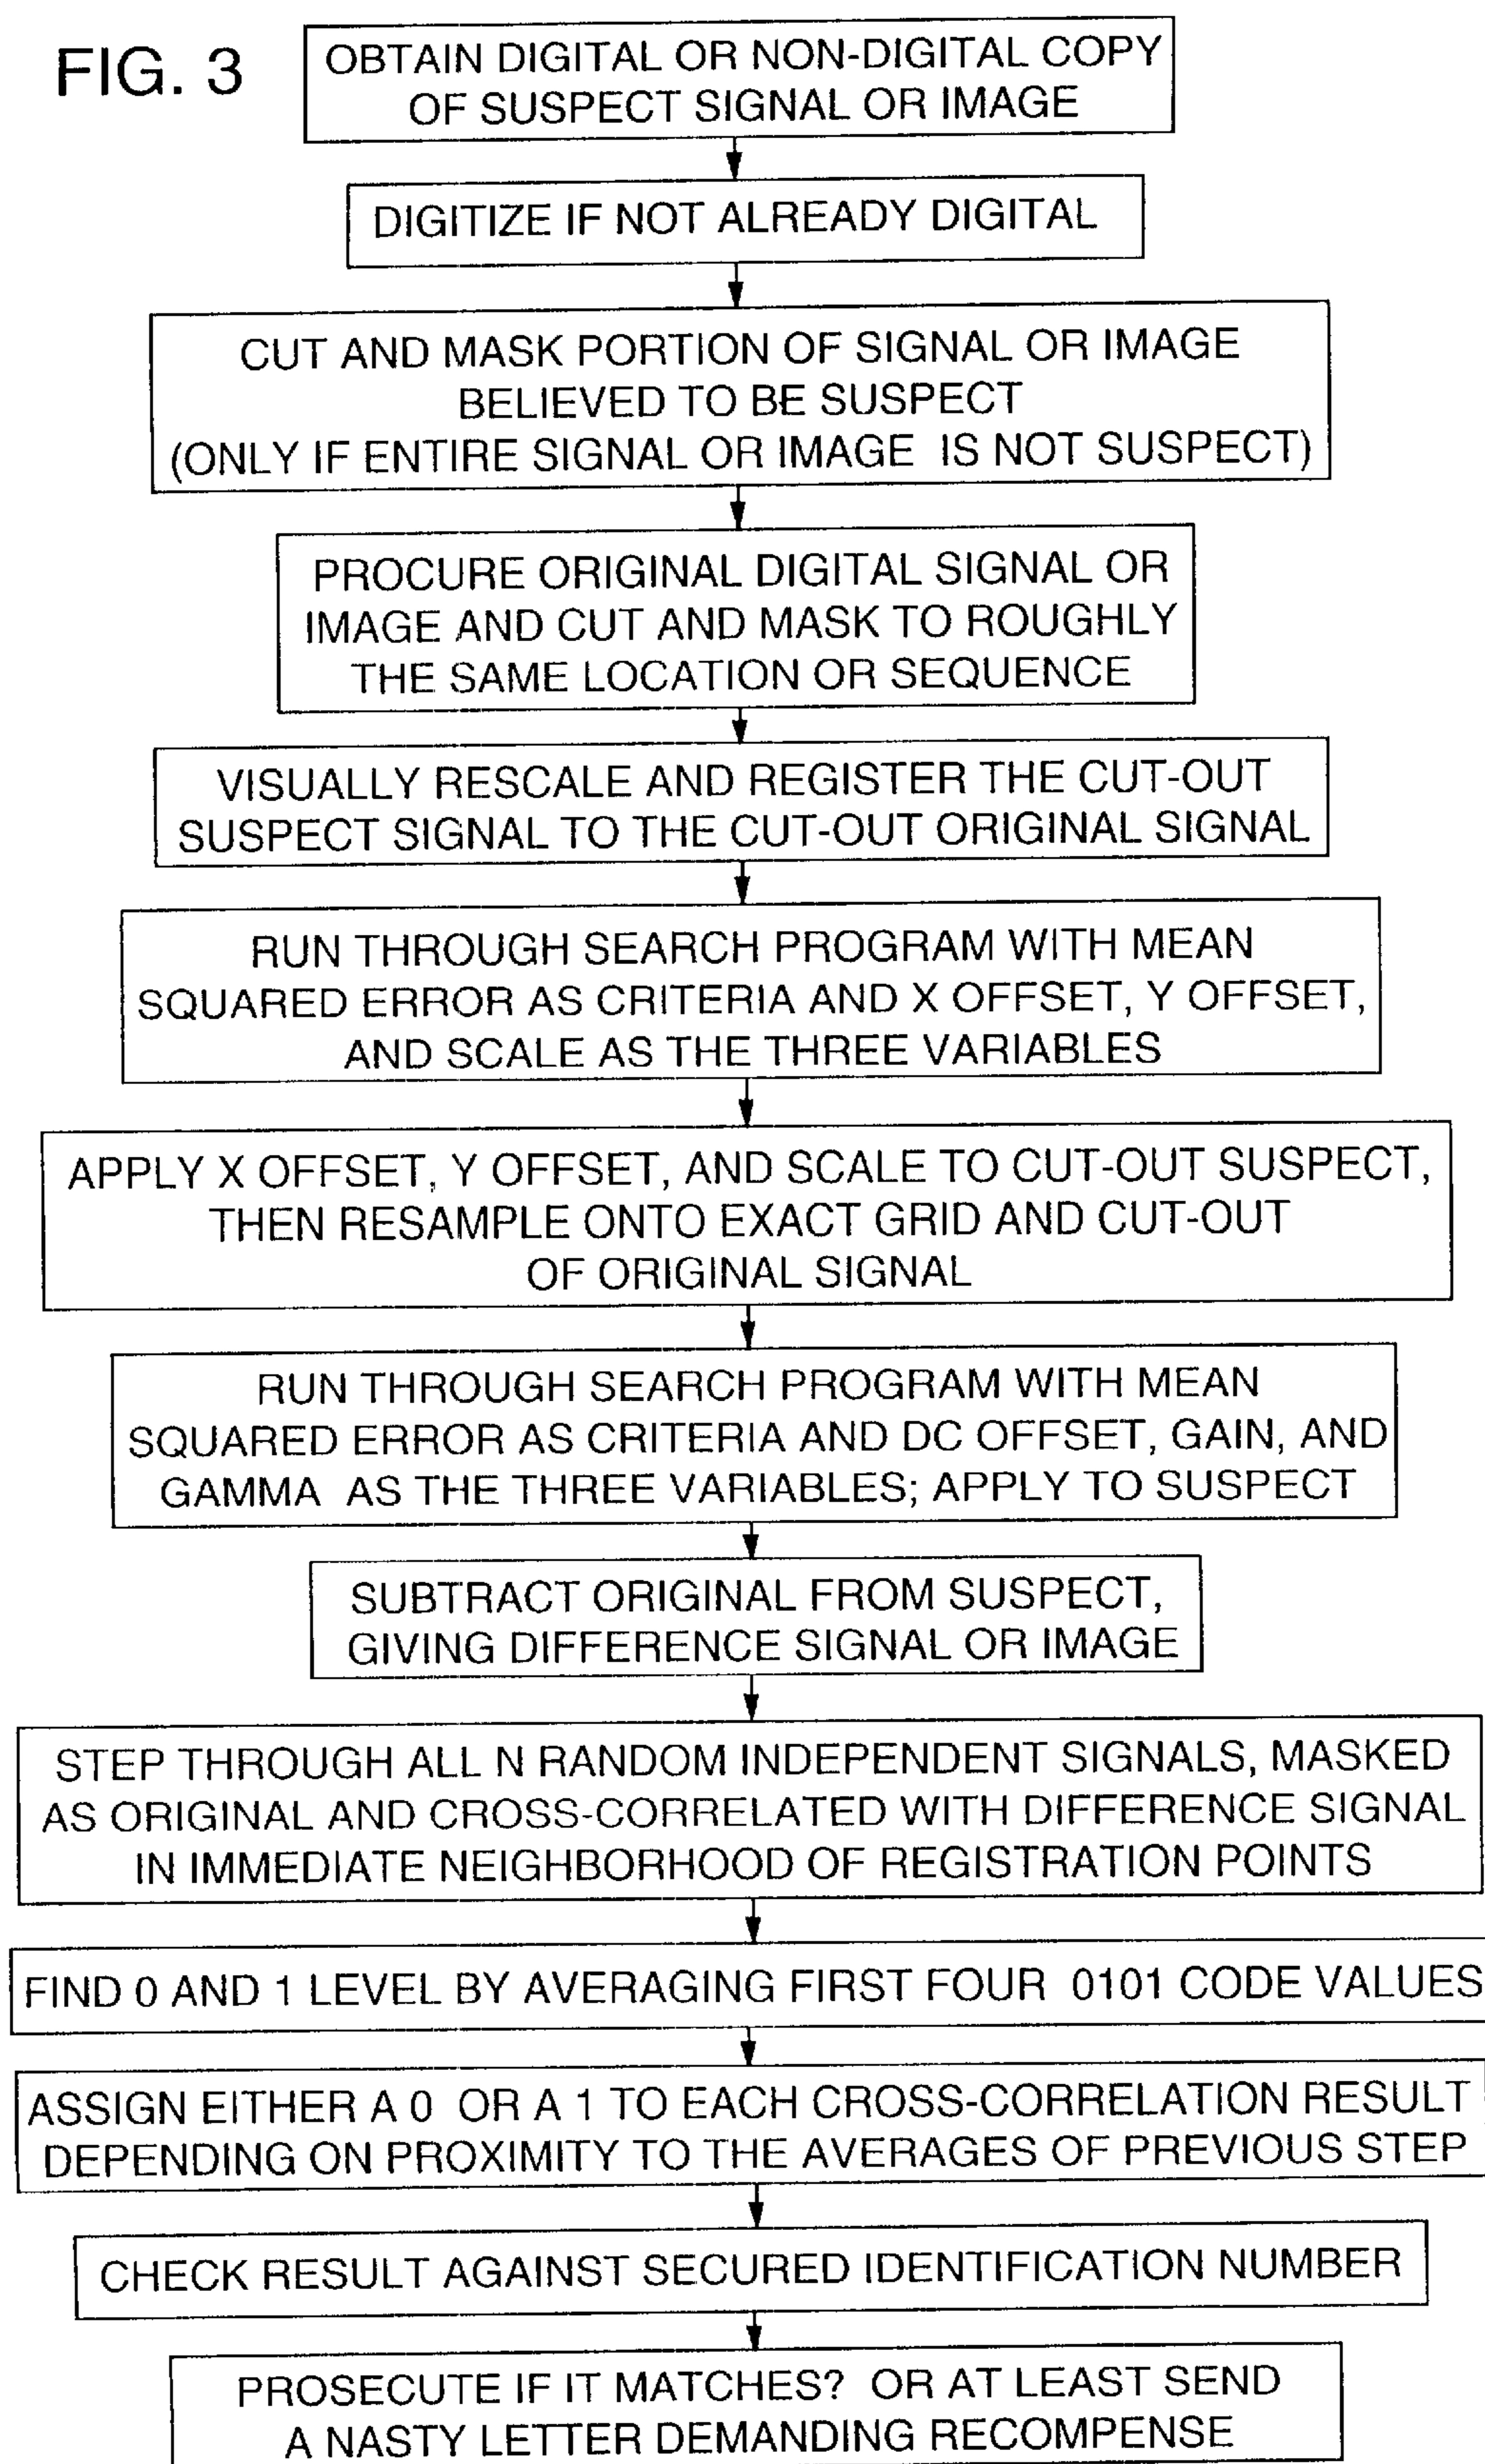 FIG. 3
OBTAIN DIGITAL OR NON-DIGITAL COPY
OF SUSPECT SIGNAL OR IMAGE
DIGITIZE IF NOT ALREADY DIGITAL
CUT AND MASK PORTION OF SIGNAL OR IMAGE
BELIEVED TO BE SUSPECT
(ONLY IF ENTIRE SIGNAL OR IMAGE IS NOT SUSPECT)
PROCURE ORIGINAL DIGITAL SIGNAL OR
IMAGE AND CUT AND MASK TO ROUGHLY
THE SAME LOCATION OR SEQUENCE
VISUALLY RESCALE AND REGISTER THE CUT-OUT
SUSPECT SIGNAL TO THE CUT-OUT ORIGINAL SIGNAL
RUN THROUGH SEARCH PROGRAM WITH MEAN
SQUARED ERROR AS CRITERIA AND X OFFSET, Y OFFSET,
AND SCALE AS THE THREE VARIABLES
APPLY X OFFSET, Y OFFSET, AND SCALE TO CUT-OUT SUSPECT,
THEN RESAMPLE ONTO EXACT GRID AND CUT-OUT
OF ORIGINAL SIGNAL
RUN THROUGH SEARCH PROGRAM WITH MEAN
SQUARED ERROR AS CRITERIA AND DC OFFSET, GAIN, AND
GAMMA AS THE THREE VARIABLES; APPLY TO SUSPECT
SUBTRACT ORIGINAL FROM SUSPECT,
GIVING DIFFERENCE SIGNAL OR IMAGE
STEP THROUGH ALL N RANDOM INDEPENDENT SIGNALS, MASKED
AS ORIGINAL AND CROSS-CORRELATED WITH DIFFERENCE SIGNAL
IN IMMEDIATE NEIGHBORHOOD OF REGISTRATION POINTS
FIND 0 AND 1 LEVEL BY AVERAGING FIRST FOUR 0101 CODE VALUES
ASSIGN EITHER A 0 OR A 1 TO EACH CROSS-CORRELATION RESULT
DEPENDING ON PROXIMITY TO THE AVERAGES OF PREVIOUS STEP
CHECK RESULT AGAINST SECURED IDENTIFICATION NUMBER
PROSECUTE IF IT MATCHES? OR AT LEAST SEND
A NASTY LETTER DEMANDING RECOMPENSE